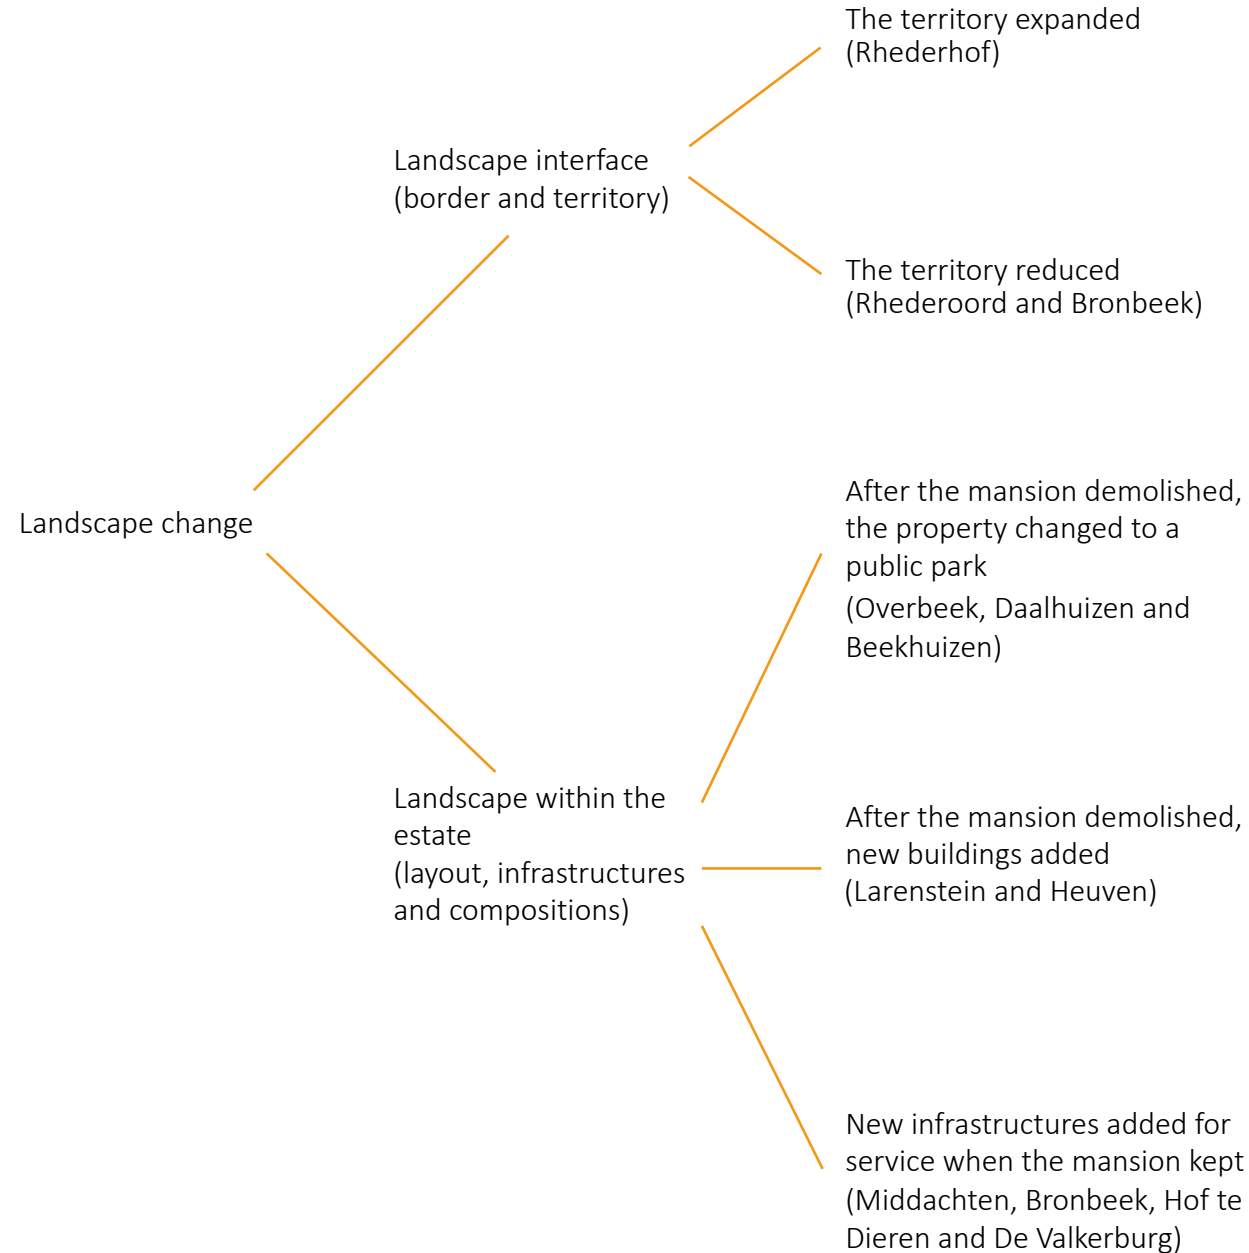 The territory expanded
(Rhederhof)
Landscape interface
(border and territory)
The territory reduced
(Rhederoord and Bronbeek)
Landscape change
After the mansion demolished,
the property changed to a
public park
(Overbeek, Daalhuizen and
Beekhuizen)
Landscape within the
estate
(layout, infrastructures
and compositions)
After the mansion demolished,
new buildings added
(Larenstein and Heuven)
New infrastructures added for
service when the mansion kept
(Middachten, Bronbeek, Hof te
Dieren and De Valkerburg)